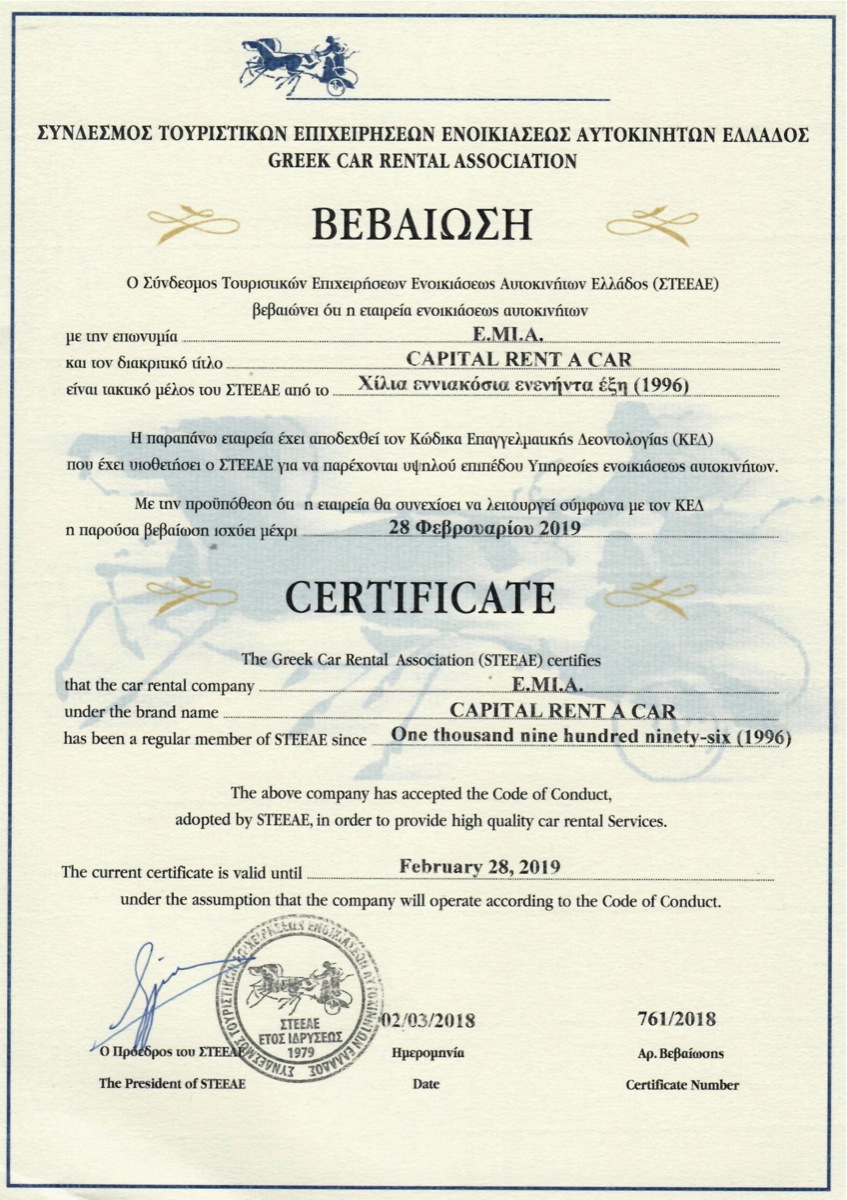 ΣΥΝΔΕΣΜΟΣ ΤΟΥΡΙΣΤΙΚΩΝ ΕΠΙΧΕΙΡΗΣΕΩΝ ΕΝΟΙΚΙΑΣΕΩΣ ΑΥΤΟΚΙΝΗΤΩΝ ΕΛΛΑΔΟΣ
GREEK CAR RENTAL ASSOCIATION
ΒΕΒΑΙΩΣΗ
Ο Σύνδεσμος Τουριστικών Επιχειρήσεων Ενοικιάσεως Αυτοκινήτων Ελλάδος (ΣΤΕΕΑΕ)
βεβαιώνει ότι η εταιρεία ενοικιάσεως αυτοκινήτων
με την επωνυμία Ε.ΜΙ.Α.
και τον διακριτικό τίτλο CAPITAL RENT A CAR
είναι τακτικό μέλος του ΣΤΕΕΑΕ από το Χίλια εννιακόσια ενενήντα έξη (1996)
Η παραπάνω εταιρεία έχει αποδεχθεί τον Κώδικα Επαγγελματικής Δεοντολογίας (ΚΕΔ)
που έχει υιοθετήσει ο ΣΤΕΕΑΕ για να παρέχονται υψηλού επιπέδου Υπηρεσίες ενοικιάσεως αυτοκινήτων.
Με την προϋπόθεση ότι η εταιρεία θα συνεχίσει να λειτουργεί σύμφωνα με τον ΚΕΔ
η παρούσα βεβαίωση ισχύει μέχρι 28 Φεβρουαρίου 2019
CERTIFICATE
The Greek Car Rental Association (STEEAE) certifies
that the car rental company E.MI.A.
under the brand name CAPITAL RENT A CAR
has been a regular member of STEEAE since One thousand nine hundred ninety-six (1996)
The above company has accepted the Code of Conduct,
adopted by STEEAE, in order to provide high quality car rental Services.
The current certificate is valid until February 28, 2019
under the assumption that the company will operate according to the Code of Conduct.
ΣΥΝΔΕΣΜΟΣ ΤΟΥΡΙΣΤΙΚΩΝ ΕΠΙΧΕΙΡΗΣΕΩΝ ΕΝΟΙΚΙΑΣΕΩΝ ΑΥΤΟΚΙΝΗΤΩΝ ΕΛΛΑΔΟΣ
ΣΤΕΕΑΕ
ΕΤΟΣ ΙΔΡΥΣΕΩΣ
1979
02/03/2018 761/2018
Ο Πρόεδρος του ΣΤΕΕΑΕ Ημερομηνία Αρ. Βεβαίωσης
The President of STEEAE Date Certificate Number